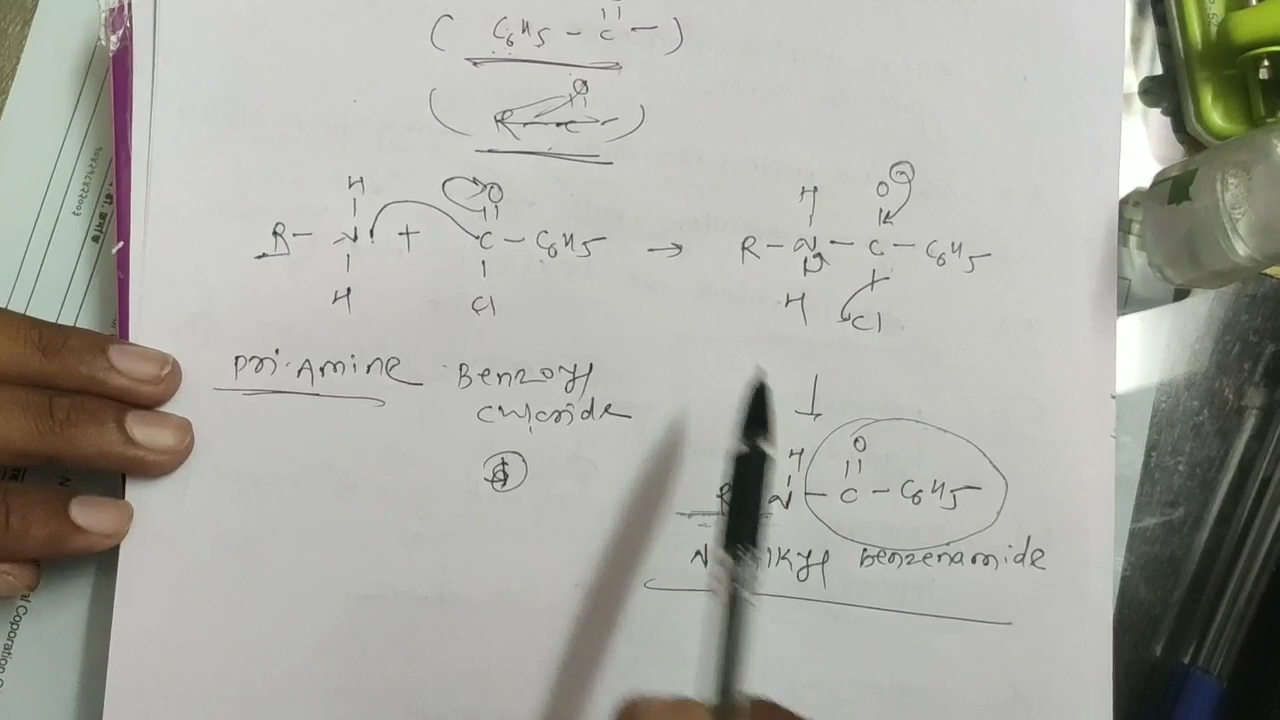 ( C6H5 – C – )
( R – C – )
O
H O H O
R – N : + C – C6H5 → R – N – C – C6H5
H Cl H Cl
Pri. Amine Benzoyl
chloride
O
H
N – C – C6H5
Benzenamide